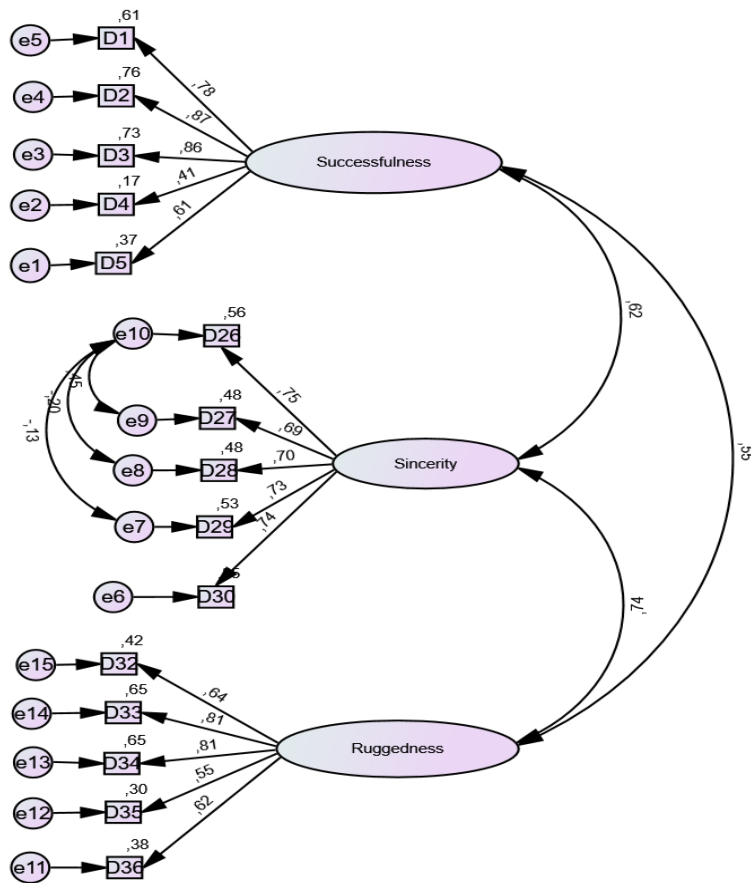 ,61
e5
D1
,78
,76
e4
D2
,87
,73
e3
D3
,86
Successfulness
,17
e2
D4
,41
,37
e1
D5
,61
,62
,55
,56
e10
D26
,75
,45
-,20
-,13
,48
e9
D27
,69
,48
e8
D28
,70
Sincerity
,53
e7
D29
,73
,74
e6
D30
,74
,42
e15
D32
,64
,65
e14
D33
,81
,65
e13
D34
,81
Ruggedness
,30
e12
D35
,55
,38
e11
D36
,62